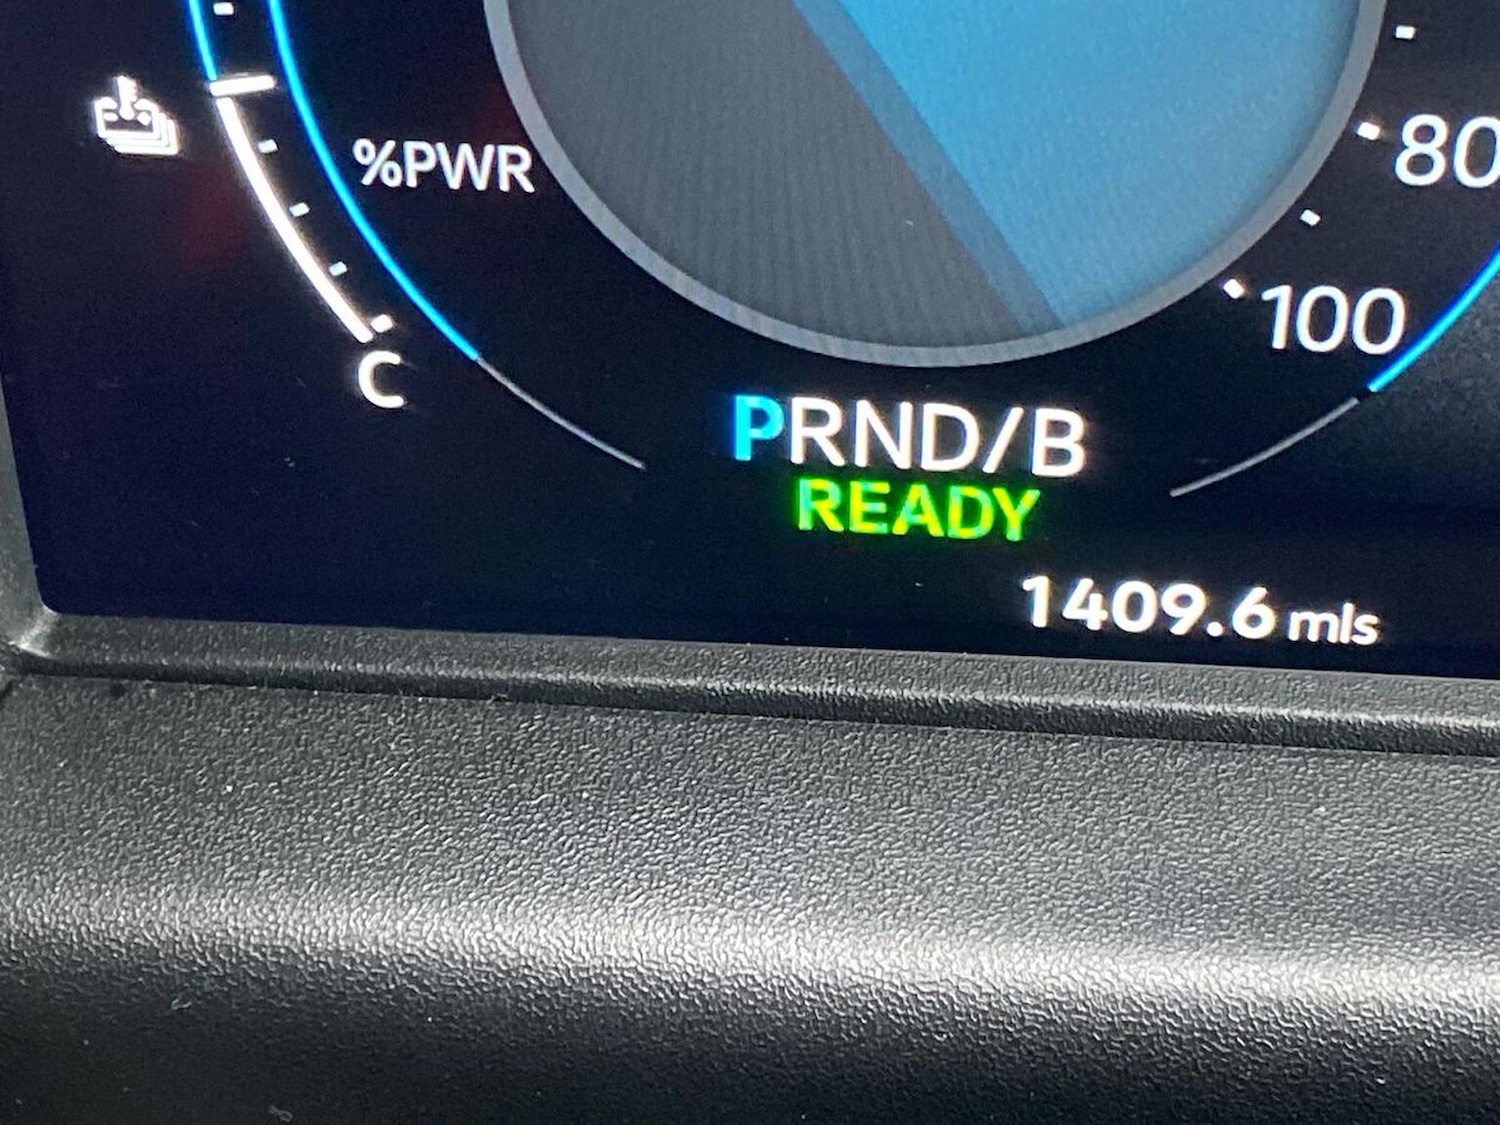 %PWR
80
100
C
PRND/B
READY
1409.6 mls